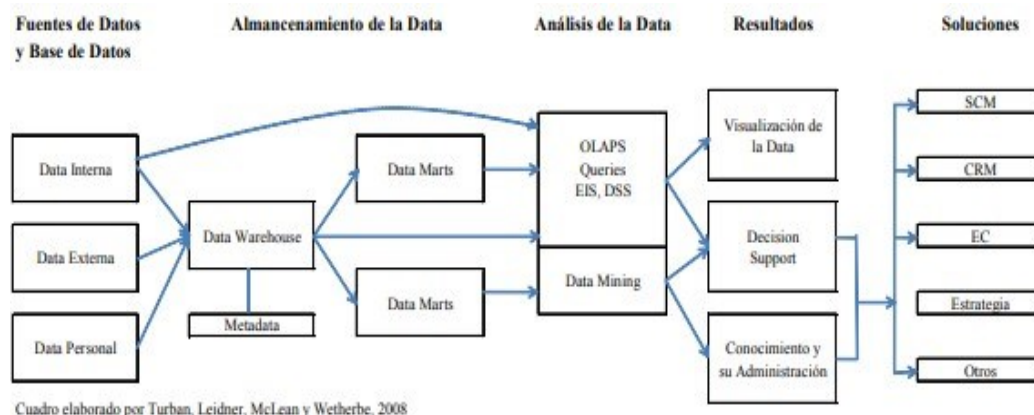 Fuentes de Datos
y Base de Datos
Almancenamiento de la Data
Análisis de la Data
Resultados
Soluciones
Data Interna
Data Externa
Data Personal
Data Warehouse
Metadata
Data Marts
Data Marts
OLAPS
Queries
EIS, DSS
Data Mining
Visualización de
la Data
Decision
Support
Conocimiento y
su Administración
SCM
CRM
EC
Estrategia
Otros
Cuadro elaborado por Turban, Leidner, McLean y Wetherbe, 2008